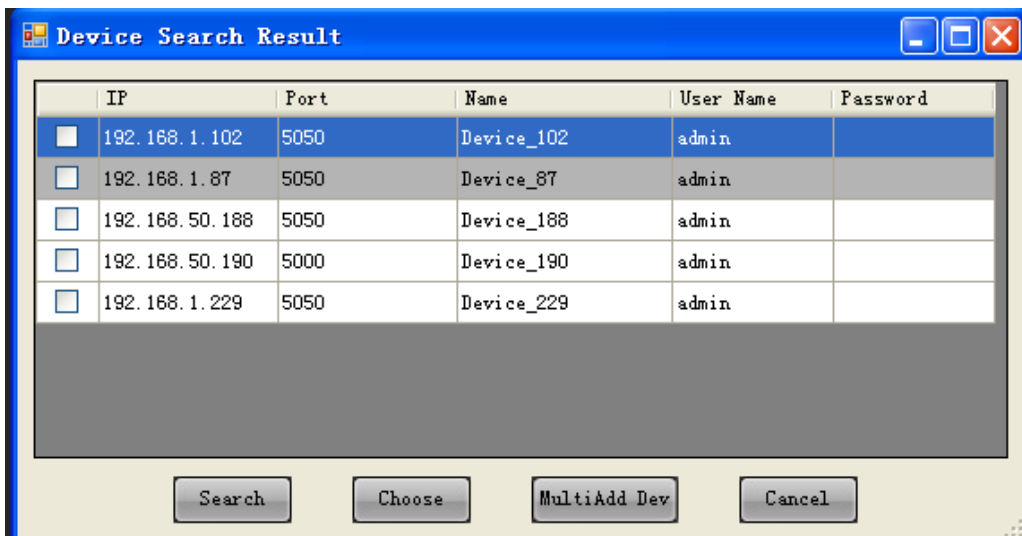 Device Search Result
IP Port Name User Name Password
192.168.1.102 5050 Device_102 admin
192.168.1.87 5050 Device_87 admin
192.168.50.188 5050 Device_188 admin
192.168.50.190 5000 Device_190 admin
192.168.1.229 5050 Device_229 admin
Search Choose MultiAdd Dev Cancel